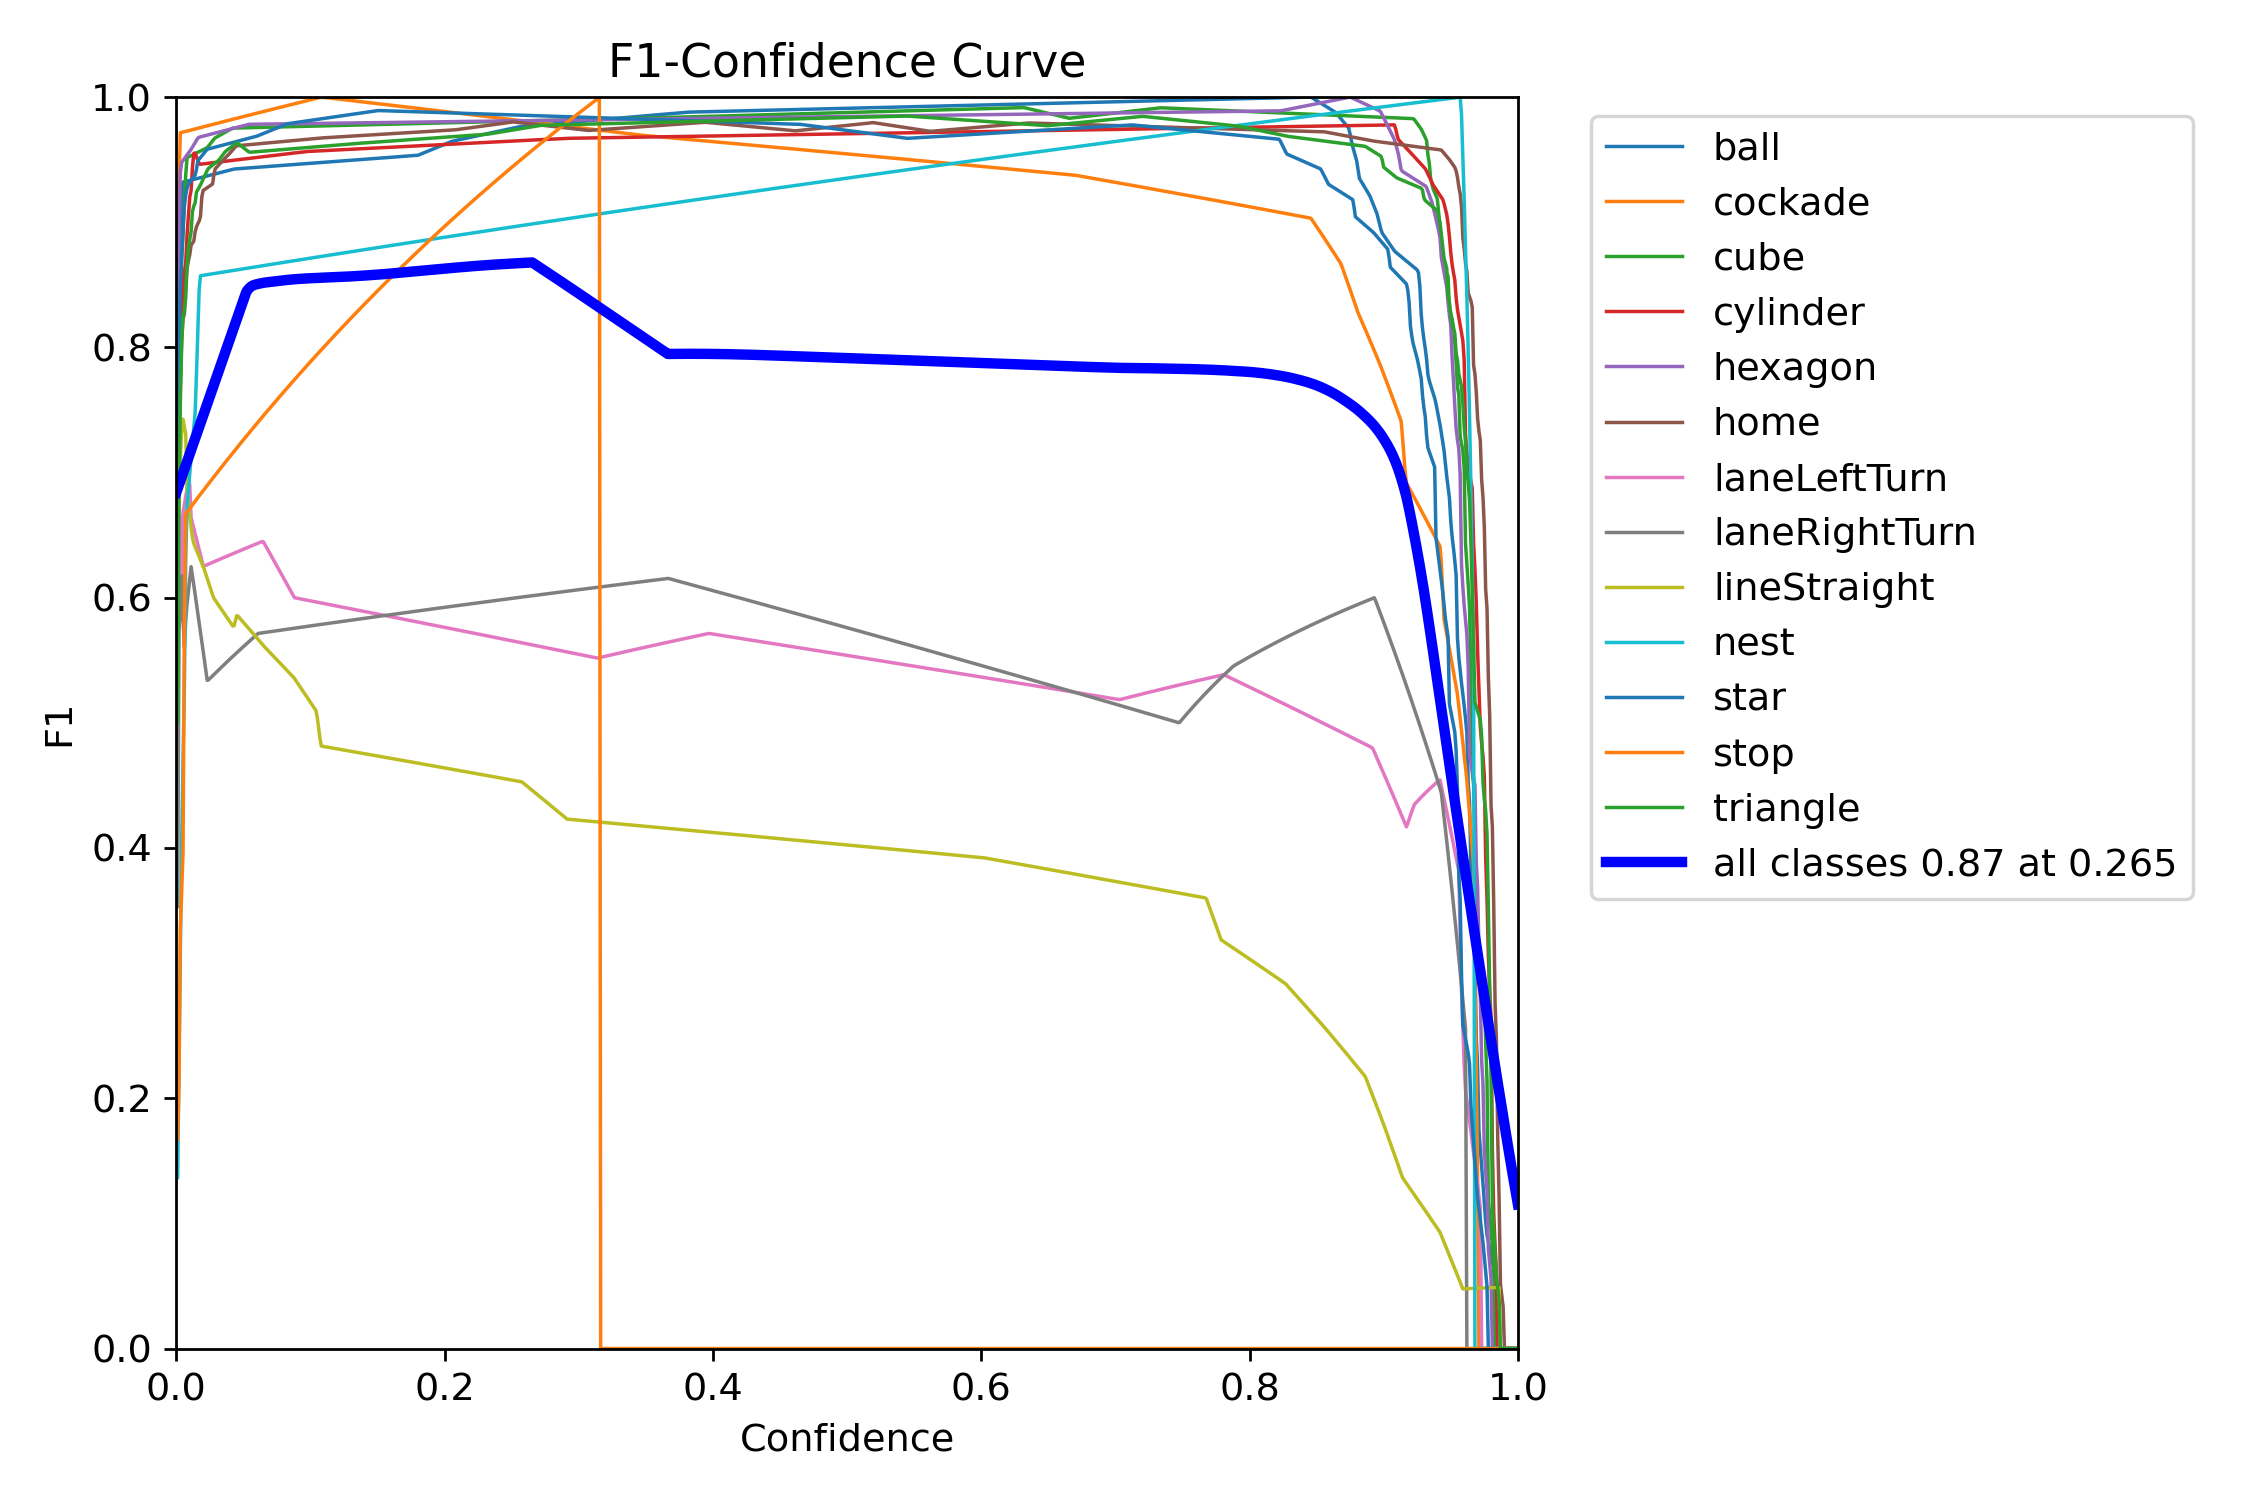 F1-Confidence Curve
1.0
0.8
0.6
0.4
0.2
0.0
F1
0.0 0.2 0.4 0.6 0.8 1.0
Confidence
ball
cockade
cube
cylinder
hexagon
home
laneLeftTurn
laneRightTurn
lineStraight
nest
star
stop
triangle
all classes 0.87 at 0.265